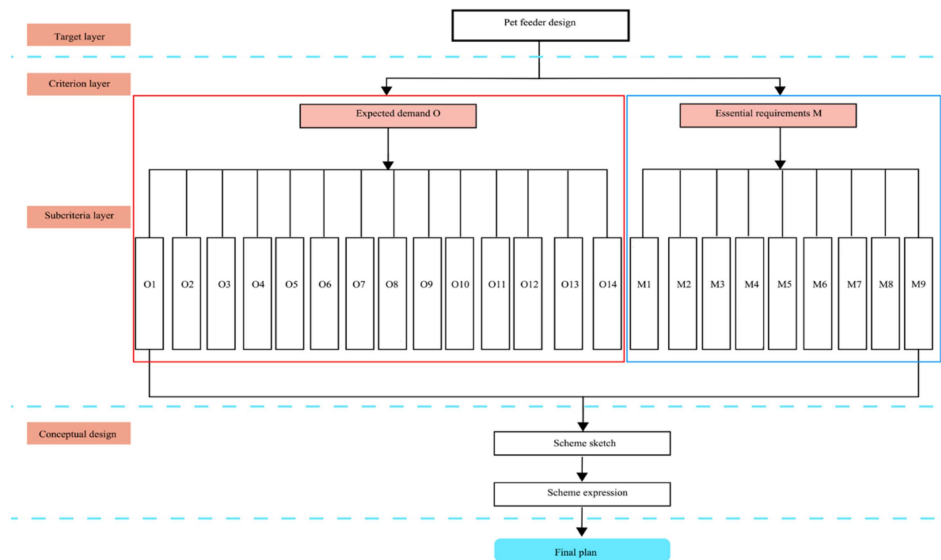 Pet feeder design
Target layer
Criterion layer
Expected demand O
Essential requirements M
Subcriteria layer
O1 O2 O3 O4 O5 O6 O7 O8 O9 O10 O11 O12 O13 O14 M1 M2 M3 M4 M5 M6 M7 M8 M9
Conceptual design
Scheme sketch
Scheme expression
Final plan